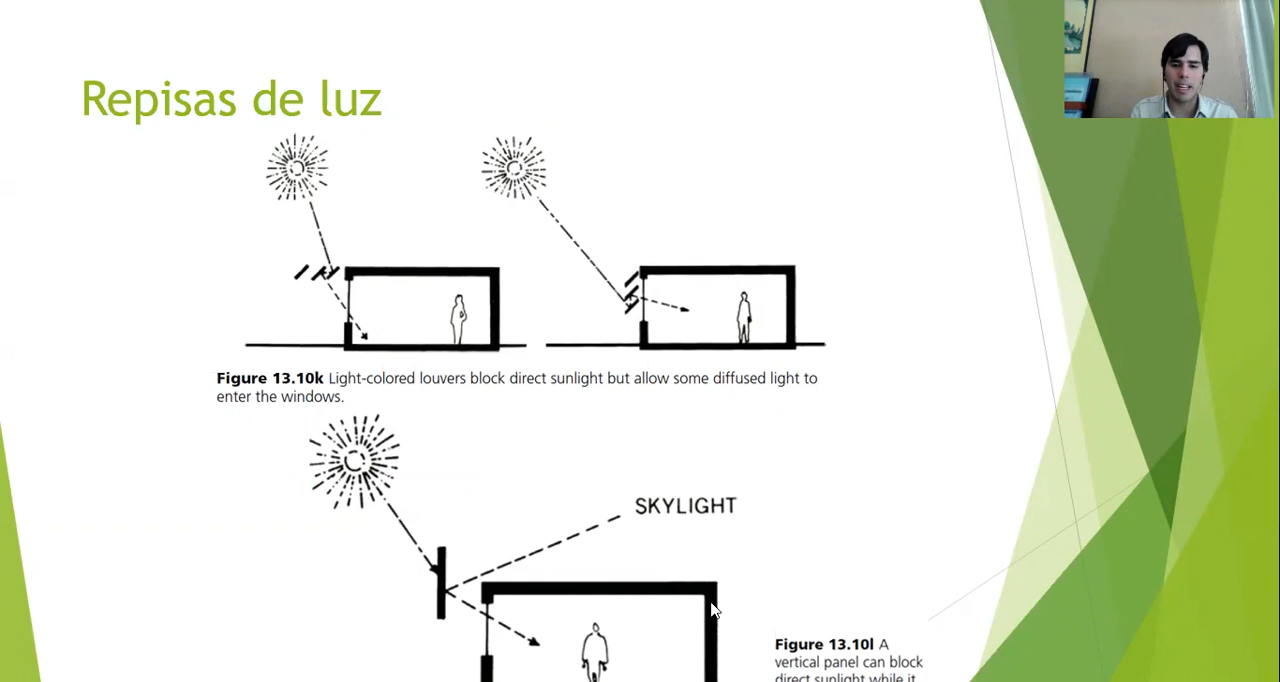 Repisas de luz
Figure 13.10k Light-colored louvers block direct sunlight but allow some diffused light to
enter the windows.
SKYLIGHT
Figure 13.10l A
vertical panel can block
direct sunlight while it